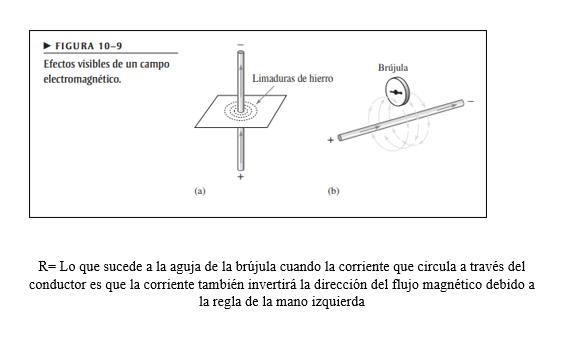 ► FIGURA 10–9
Efectos visibles de un campo
electromagnético.
–
Limaduras de hierro
+
(a)
Brújula
–
+
(b)
R= Lo que sucede a la aguja de la brújula cuando la corriente que circula a través del
conductor es que la corriente también invertirá la dirección del flujo magnético debido a
la regla de la mano izquierda